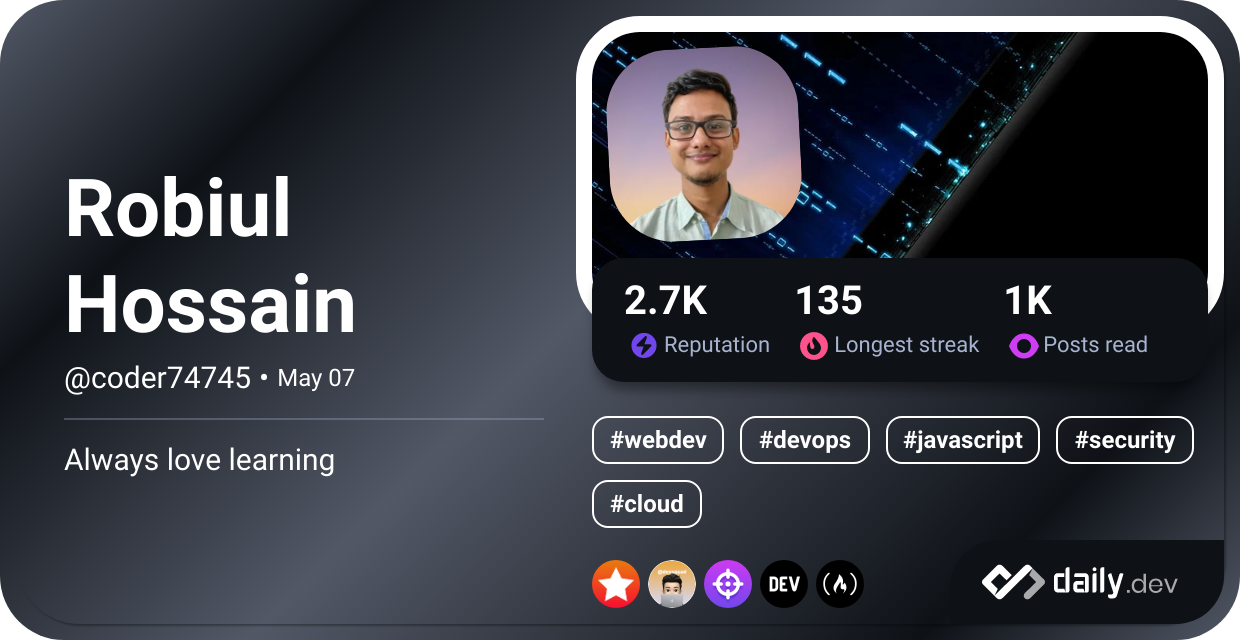 Robiul
Hossain
@coder74745 • May 07
Always love learning
2.7K 135 1K
Reputation Longest streak Posts read
#webdev #devops #javascript #security
#cloud
DEV
daily.dev